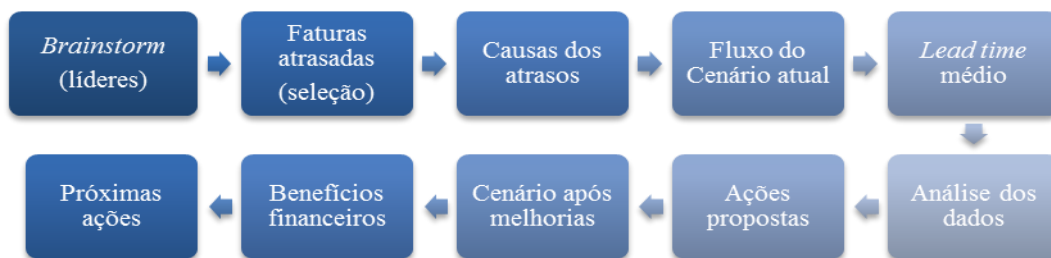 Brainstorm
(líderes)
Faturas
atrasadas
(seleção)
Causas dos
atrasos
Fluxo do
Cenário atual
Lead time
médio
Análise dos
dados
Ações
propostas
Cenário após
melhorias
Benefícios
financeiros
Próximas
ações